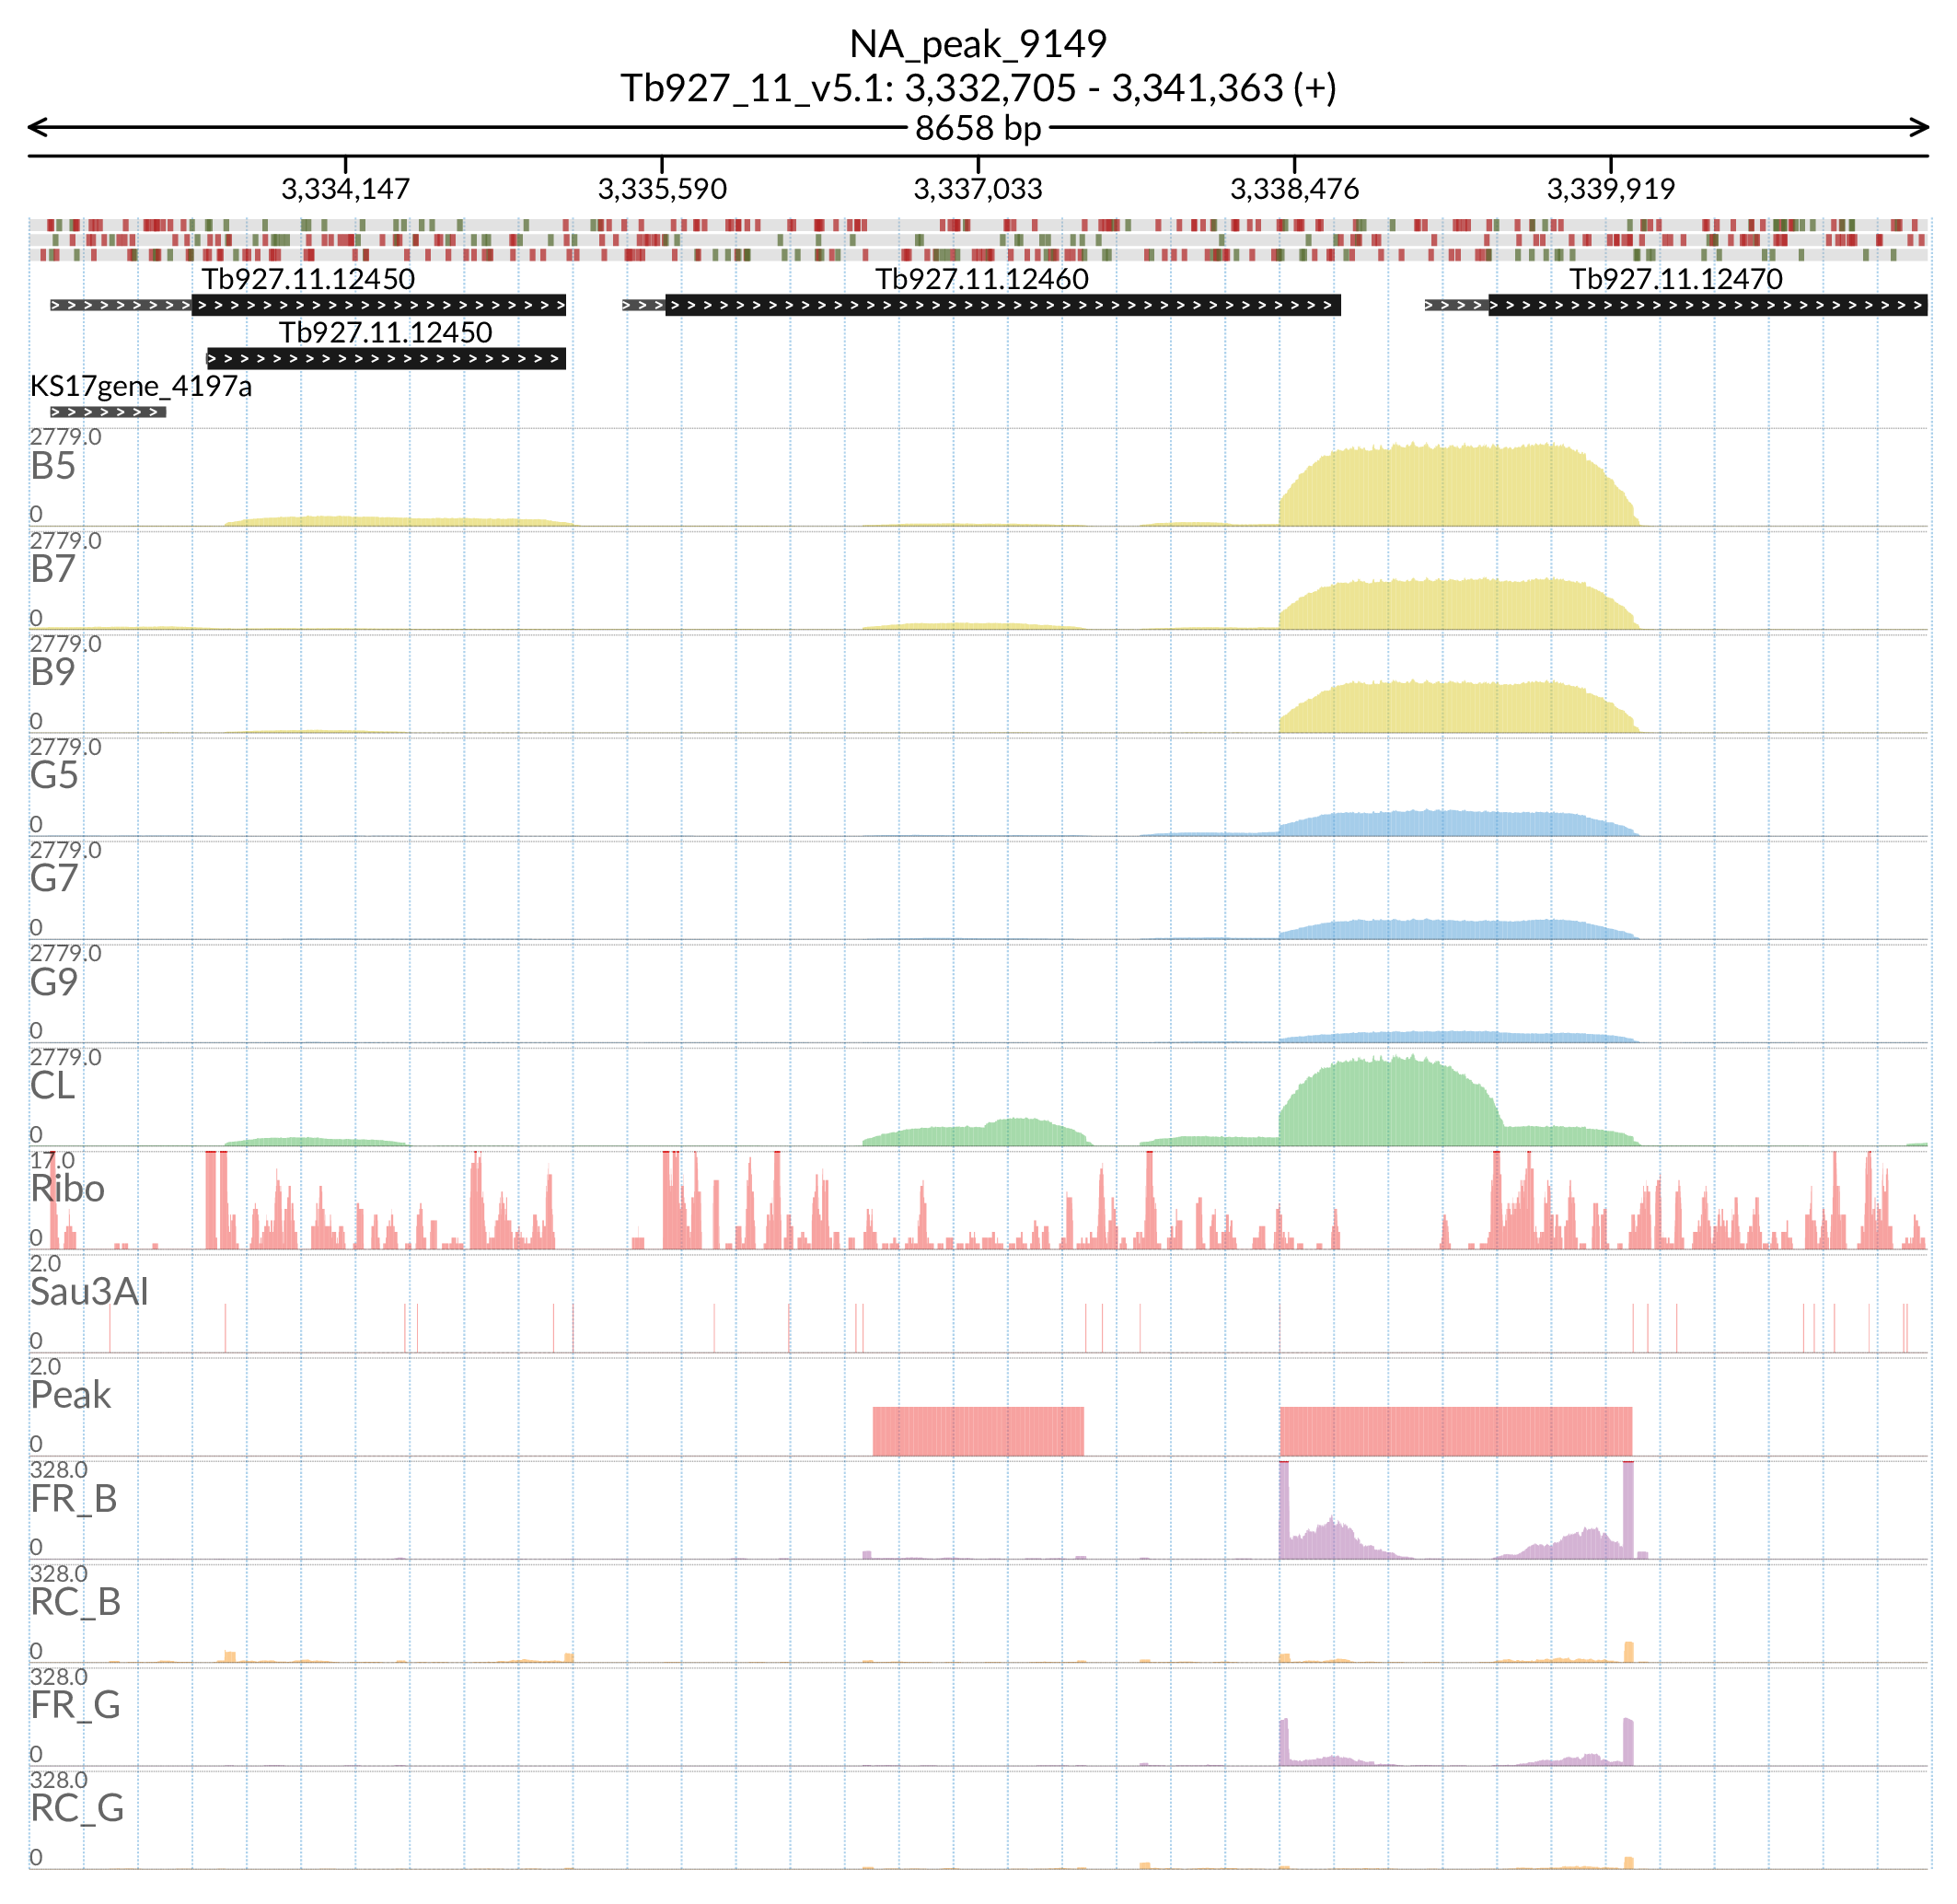 NA_peak_9149
Tb927_11_v5.1: 3,332,705 - 3,341,363 (+)
8658 bp
3,334,147 3,335,590 3,337,033 3,338,476 3,339,919
Tb927.11.12450 Tb927.11.12460 Tb927.11.12470
Tb927.11.12450
KS17gene_4197a
2779.0
B5
0
2779.0
B7
0
2779.0
B9
0
2779.0
G5
0
2779.0
G7
0
2779.0
G9
0
2779.0
CL
0
17.0
Ribo
0
2.0
Sau3AI
0
2.0
Peak
0
328.0
FR_B
0
328.0
RC_B
0
328.0
FR_G
0
328.0
RC_G
0